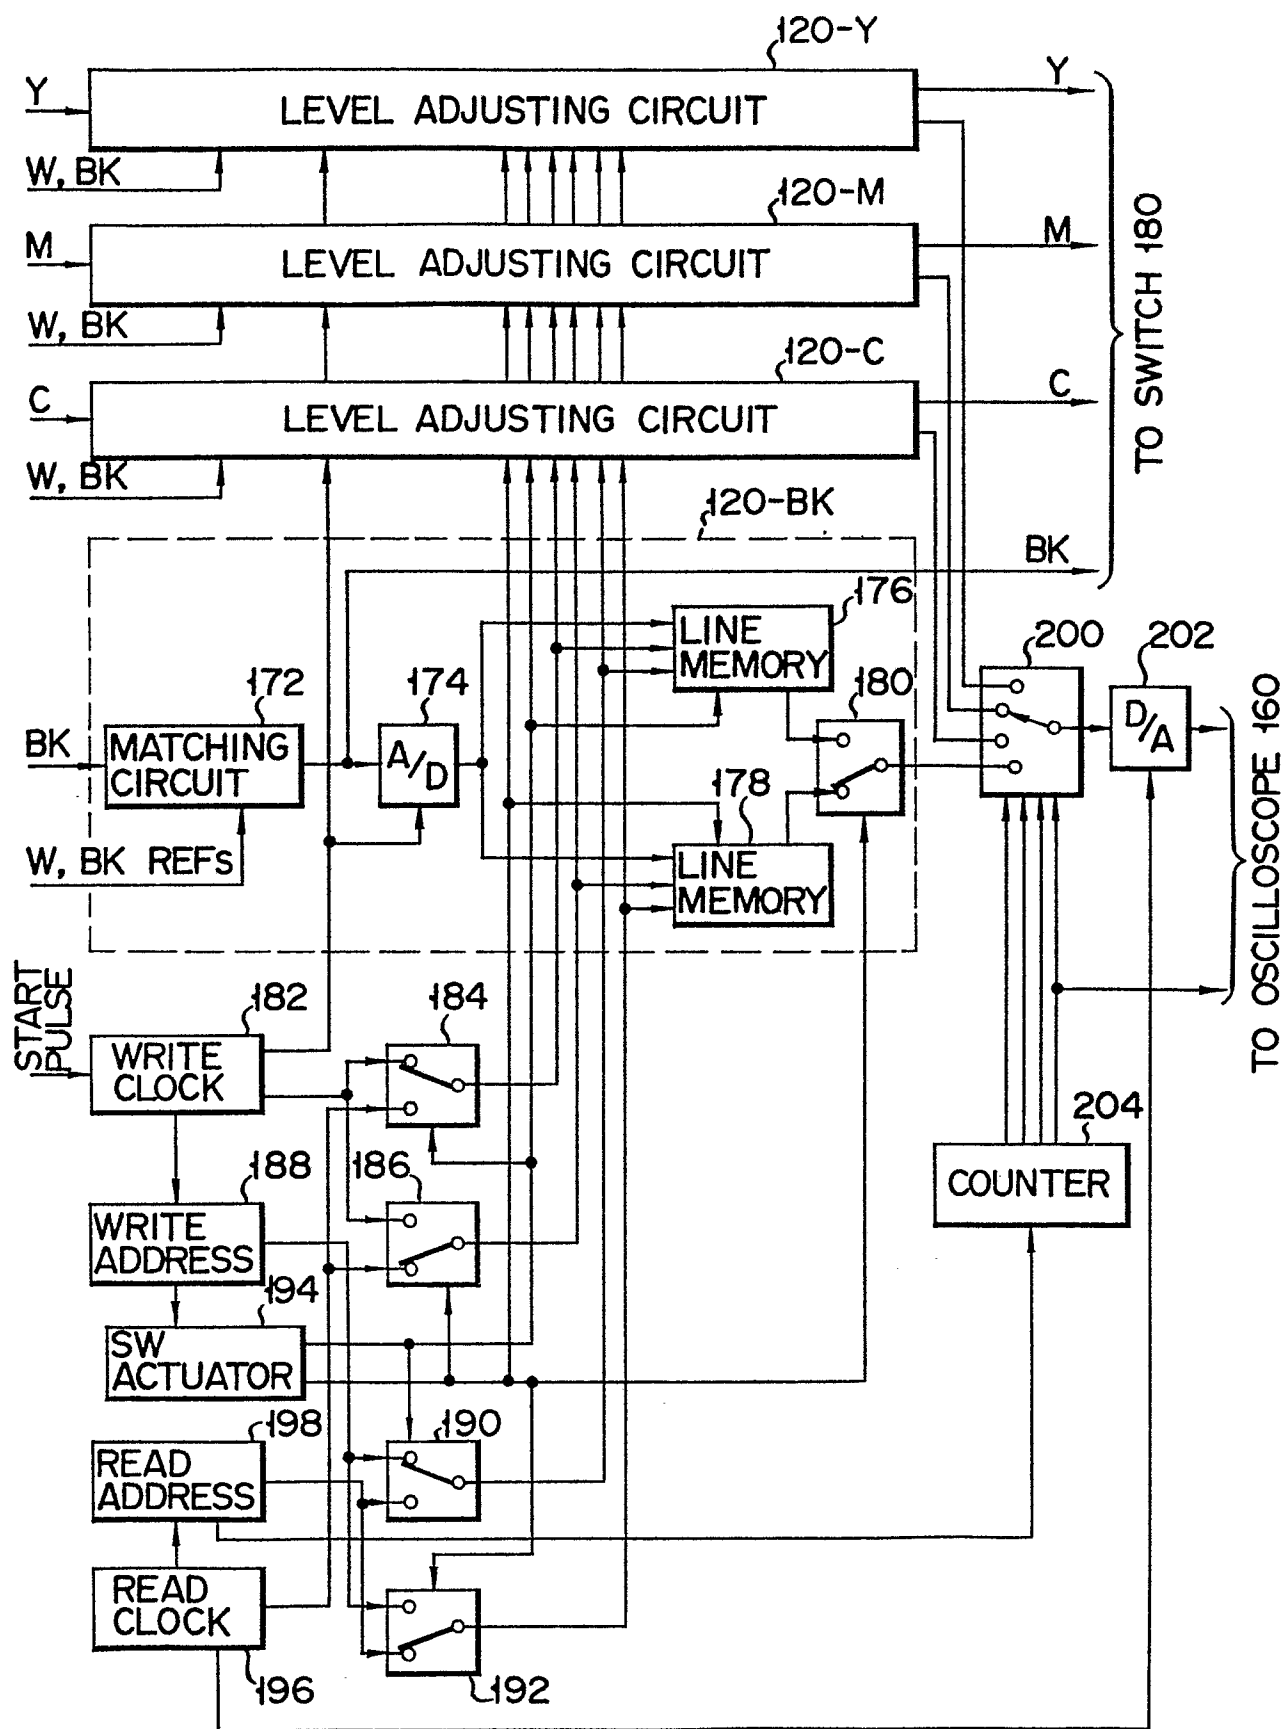 120-Y
Y
LEVEL ADJUSTING CIRCUIT
Y
W, BK
120-M
M
LEVEL ADJUSTING CIRCUIT
M
W, BK
120-C
C
LEVEL ADJUSTING CIRCUIT
C
W, BK
TO SWITCH 180
120-BK
BK
176
LINE
MEMORY
172
174
180
200
202
BK
MATCHING
CIRCUIT
A/D
D/A
178
LINE
MEMORY
W, BK REFs
TO OSCILLOSCOPE 160
START
PULSE
182
WRITE
CLOCK
184
204
COUNTER
188
186
WRITE
ADDRESS
194
SW
ACTUATOR
198
190
READ
ADDRESS
READ
CLOCK
196
192